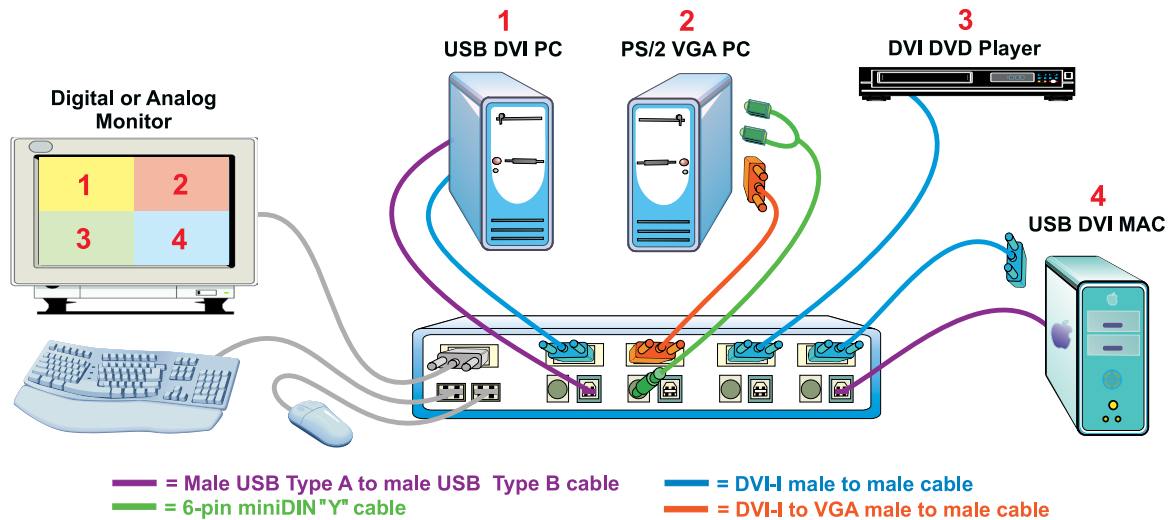 1
USB DVI PC
2
PS/2 VGA PC
3
DVI DVD Player
Digital or Analog
Monitor
1
2
3
4
4
USB DVI MAC
= Male USB Type A to male USB Type B cable
= 6-pin miniDIN "Y" cable
= DVI-I male to male cable
= DVI-I to VGA male to male cable